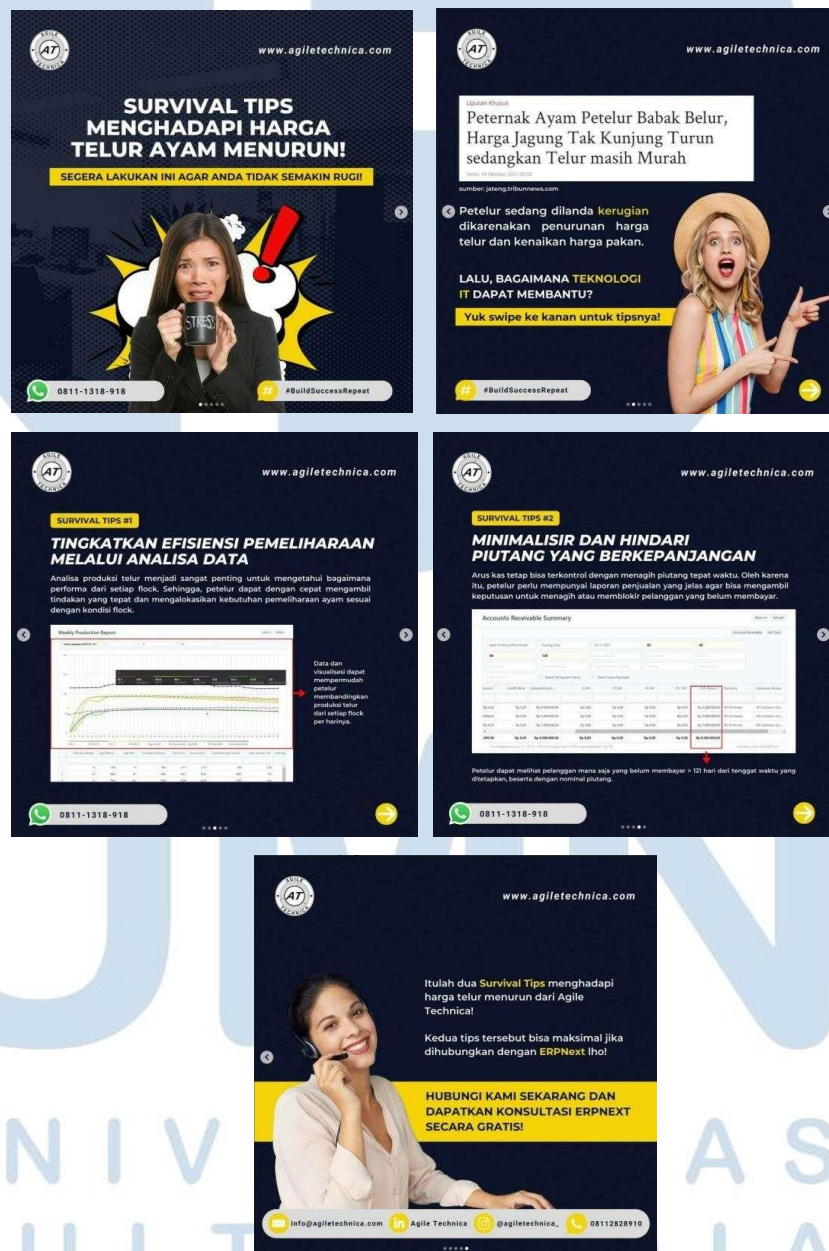 AGILE
AT
TECHNICA
www.agiletechnica.com
SURVIVAL TIPS
MENGHADAPI HARGA
TELUR AYAM MENURUN!
SEGERA LAKUKAN INI AGAR ANDA TIDAK SEMAKIN RUGI!
STRESS
0811-1318-918
# #BuildSuccessRepeat
AGILE
AT
TECHNICA
www.agiletechnica.com
Liputan Khusus
Peternak Ayam Petelur Babak Belur,
Harga Jagung Tak Kunjung Turun
sedangkan Telur masih Murah
sumber: jateng.tribunnews.com
Petelur sedang dilanda kerugian
dikarenakan penurunan harga
telur dan kenaikan harga pakan.
LALU, BAGAIMANA TEKNOLOGI
IT DAPAT MEMBANTU?
Yuk swipe ke kanan untuk tipsnya!
# #BuildSuccessRepeat
AGILE
AT
TECHNICA
www.agiletechnica.com
SURVIVAL TIPS #1
TINGKATKAN EFISIENSI PEMELIHARAAN
MELALUI ANALISA DATA
Analisa produksi telur menjadi sangat penting untuk mengetahui bagaimana
performa dari setiap flock. Sehingga, petelur dapat dengan cepat mengambil
tindakan yang tepat dan mengalokasikan kebutuhan pemeliharaan ayam sesuai
dengan kondisi flock.
Weekly Production Report
Data dan
visualisasi dapat
mempermudah
petelur
membandingkan
produksi telur
dari setiap flock
per harinya.
0811-1318-918
AGILE
AT
TECHNICA
www.agiletechnica.com
SURVIVAL TIPS #2
MINIMALISIR DAN HINDARI
PIUTANG YANG BERKEPANJANGAN
Arus kas tetap bisa terkontrol dengan menagih piutang tepat waktu. Oleh karena
itu, petelur perlu mempunyai laporan penjualan yang jelas agar bisa mengambil
keputusan untuk menagih atau memblokir pelanggan yang belum membayar.
Accounts Receivable Summary
Petelur dapat melihat pelanggan mana saja yang belum membayar > 121 hari dari tenggat waktu yang
ditetapkan, beserta dengan nominal piutang.
0811-1318-918
AGILE
AT
TECHNICA
www.agiletechnica.com
Itulah dua Survival Tips menghadapi
harga telur menurun dari Agile
Technica!
Kedua tips tersebut bisa maksimal jika
dihubungkan dengan ERPNext lho!
HUBUNGI KAMI SEKARANG DAN
DAPATKAN KONSULTASI ERPNEXT
SECARA GRATIS!
info@agiletechnica.com in Agile Technica @agiletechnica_ 08112828910